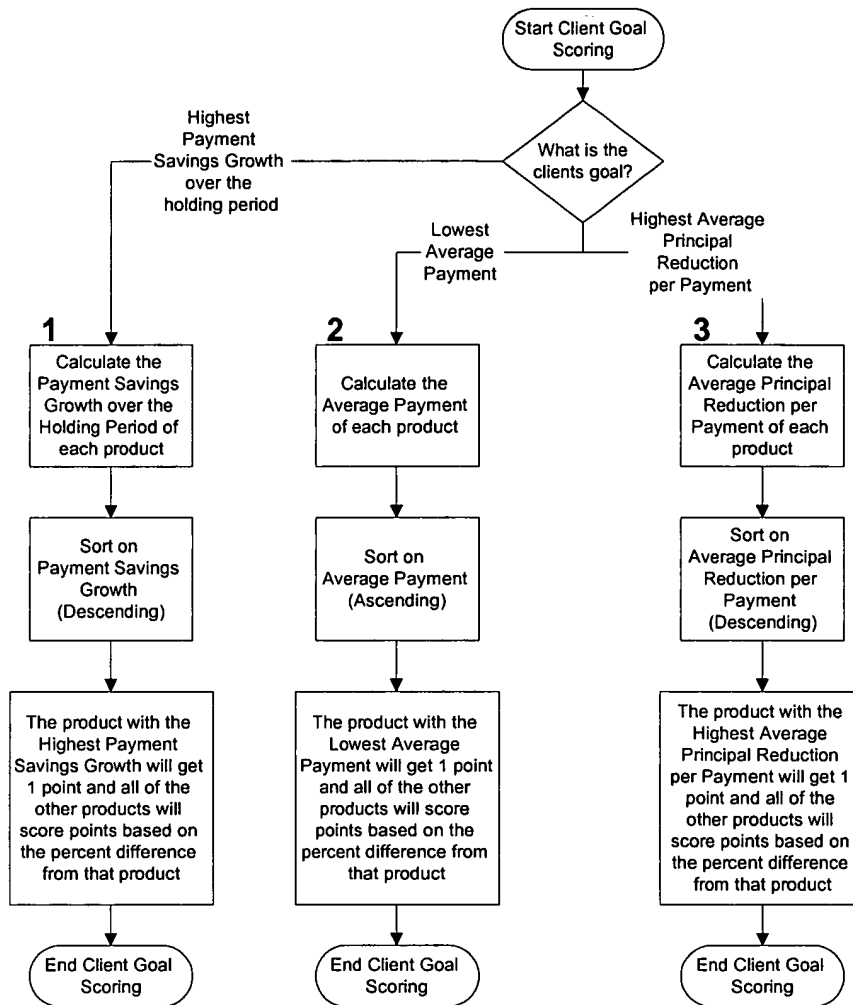 Start Client Goal
Scoring
What is the
clients goal?
Highest
Payment
Savings Growth
over the
holding period
Lowest
Average
Payment
Highest Average
Principal
Reduction
per Payment
1
Calculate the
Payment Savings
Growth over the
Holding Period of
each product
Sort on
Payment Savings
Growth
(Descending)
The product with the
Highest Payment
Savings Growth will get
1 point and all of the
other products will
score points based on
the percent difference
from that product
End Client Goal
Scoring
2
Calculate the
Average Payment
of each product
Sort on
Average Payment
(Ascending)
The product with the
Lowest Average
Payment will get 1 point
and all of the other
products will score
points based on the
percent difference from
that product
End Client Goal
Scoring
3
Calculate the
Average Principal
Reduction per
Payment of each
product
Sort on
Average Principal
Reduction per
Payment
(Descending)
The product with the
Highest Average
Principal Reduction
per Payment will get 1
point and all of the
other products will
score points based on
the percent difference
from that product
End Client Goal
Scoring